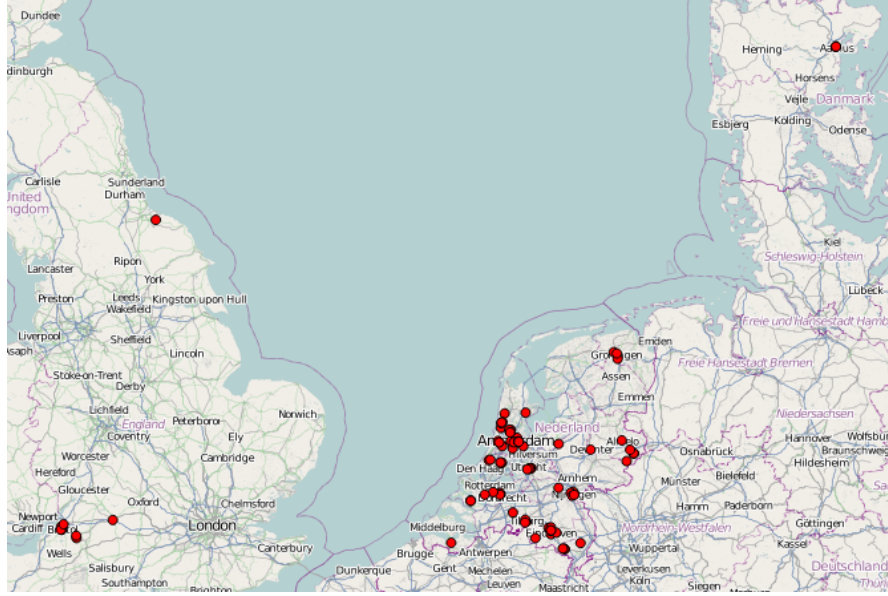 Dundee
dinburgh
Herning
Aarhus
Horsens
Vejle
Danmark
Esbjerg
Kolding
Odense
Carlisle
Sunderland
Durham
United
ngdom
Kiel
Schleswig-Holstein
Lancaster
Ripon
York
Lübeck
Preston
Leeds
Wakefield
Kingston upon Hull
Freie und Hansestadt Hamb
Liverpool
Sheffield
Emden
asaph
Lincoln
Groningen
Freie Hansestadt Bremen
Stoke-on-Trent
Assen
Derby
Emmen
Lichfield
Peterboro
Norwich
Niedersachsen
England
Nederland
Coventry
Ely
Amsterdam
Almelo
Hannover
Wolfsbu
Worcester
Cambridge
Hilversum
Deventer
Osnabrück
Braunschweig
Hereford
Den Haag
Utrecht
Hildesheim
Gloucester
Rotterdam
Arnhem
Münster
Bielefeld
Oxford
Chelmsford
Dordrecht
Nijmegen
Hamm
Paderborn
Newport
Cardiff
Bristol
London
Middelburg
Tilburg
Nordrhein-Westfalen
Göttingen
Eindhoven
Wells
Canterbury
Brugge
Antwerpen
Wuppertal
Kassel
Salisbury
Dunkerque
Gent
Mechelen
Leverkusen
Deutschland
Southampton
Brighton
Leuven
Maastricht
Köln
Siegen